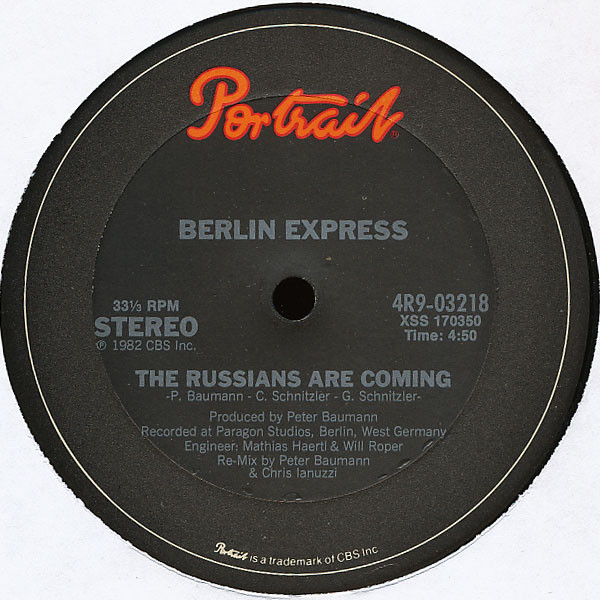 Portrait
BERLIN EXPRESS
33⅓ RPM
STEREO
℗ 1982 CBS Inc.
4R9-03218
XSS 170350
Time: 4:50
THE RUSSIANS ARE COMING
-P. Baumann - C. Schnitzler - G. Schnitzler-
Produced by Peter Baumann
Recorded at Paragon Studios, Berlin, West Germany
Engineer: Mathias Haertl & Will Roper
Re-Mix by Peter Baumann
& Chris Ianuzzi
Portrait is a trademark of CBS Inc